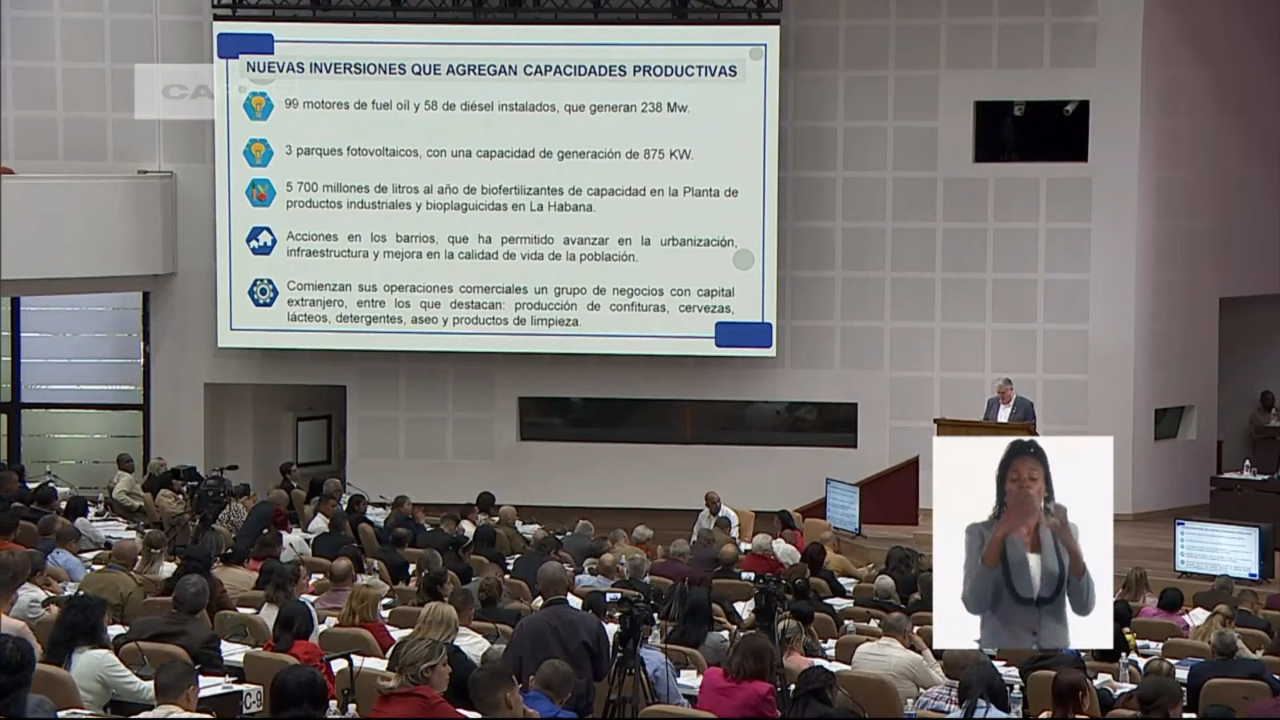 NUEVAS INVERSIONES QUE AGREGAN CAPACIDADES PRODUCTIVAS
CA
99 motores de fuel oíl y 58 de diésel instalados, que generan 238 Mw.
3 parques fotovoltaicos, con una capacidad de generación de 875 KW.
5 700 millones de litros al año de biofertilizantes de capacidad en la Planta de
productos industriales y bioplaguicidas en La Habana.
Acciones en los barrios, que ha permitido avanzar en la urbanización,
infraestructura y mejora en la calidad de vida de la población.
Comienzan sus operaciones comerciales un grupo de negocios con capital
extranjero, entre los que destacan: producción de confituras, cervezas,
lácteos, detergentes, aseo y productos de limpieza.
C-9